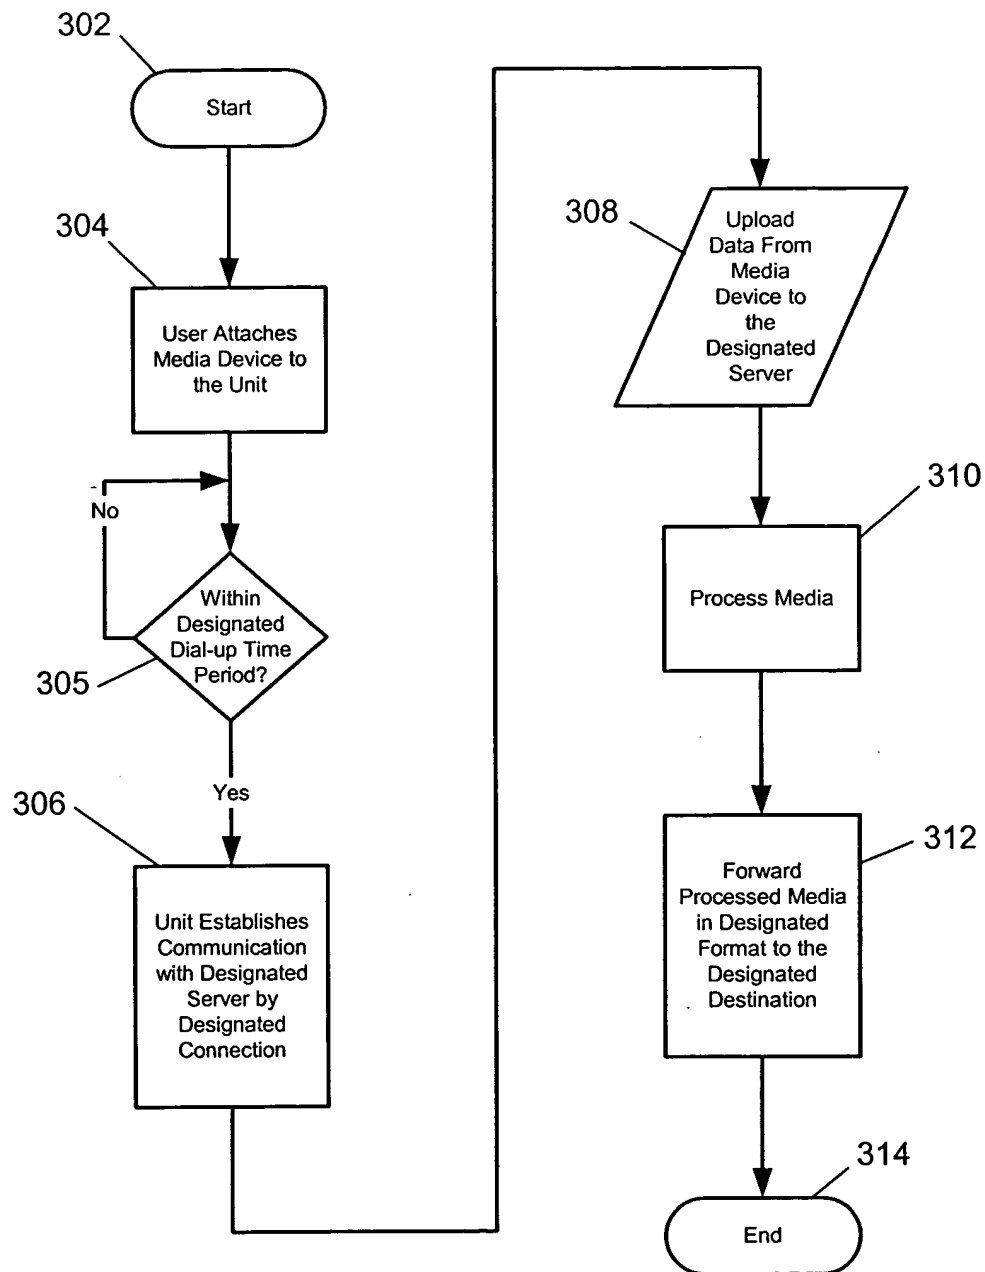 302
Start
304
User Attaches
Media Device to
the Unit
No
Within
Designated
Dial-up Time
Period?
305
Yes
306
Unit Establishes
Communication
with Designated
Server by
Designated
Connection
308
Upload
Data From
Media
Device to
the
Designated
Server
310
Process Media
312
Forward
Processed Media
in Designated
Format to the
Designated
Destination
314
End